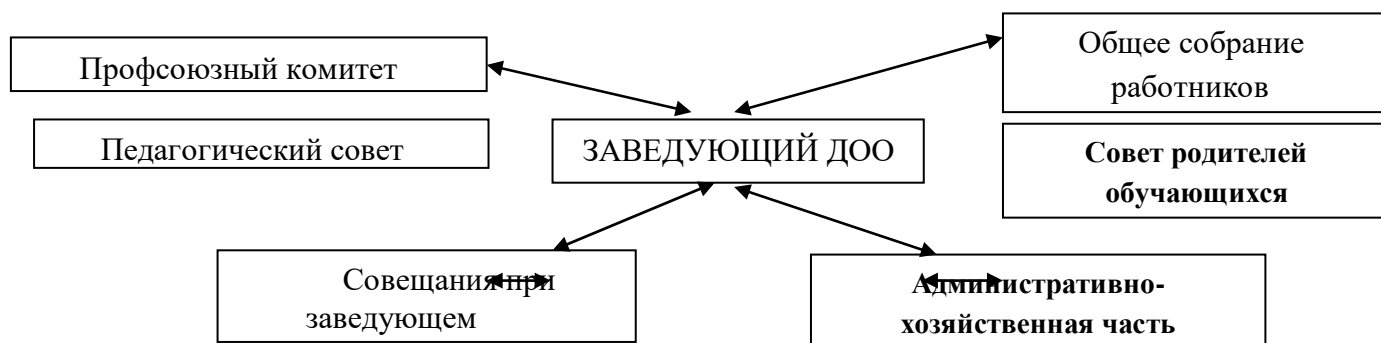 Профсоюзный комитет
Общее собрание
работников
Педагогический совет
ЗАВЕДУЮЩИЙ ДОО
Совет родителей
обучающихся
Совещания при
заведующем
Административно-
хозяйственная часть